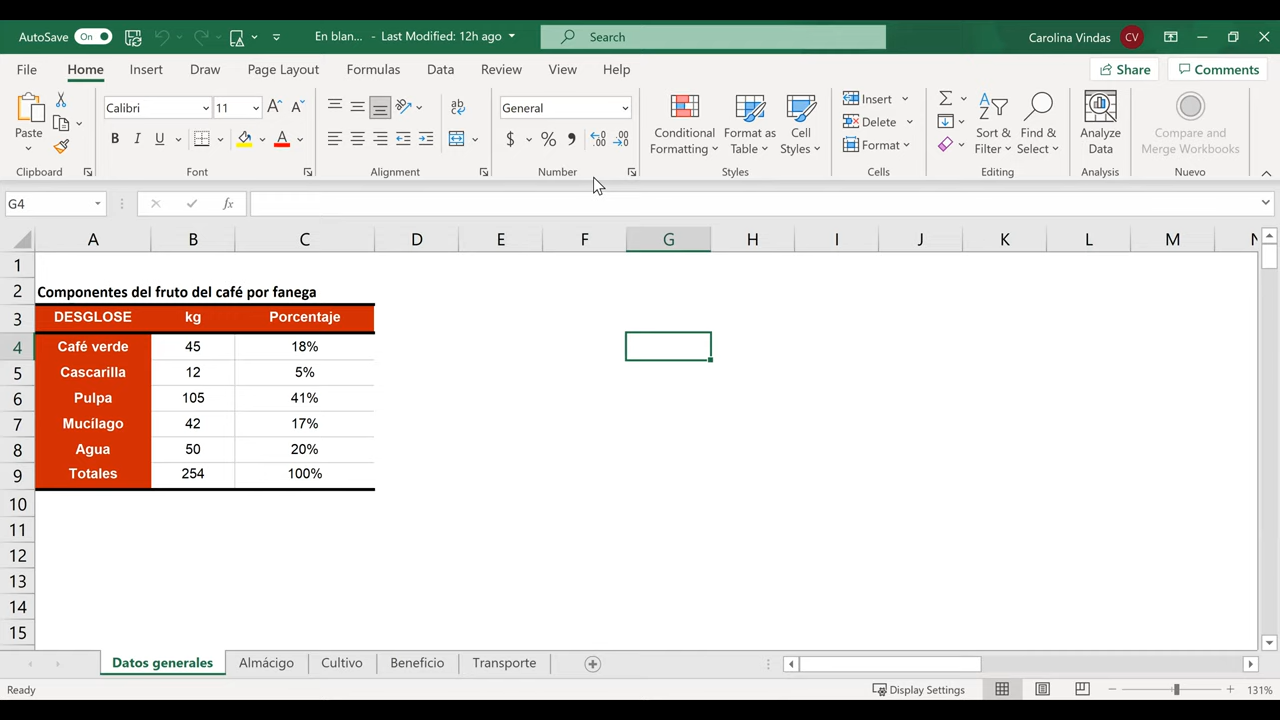 AutoSave On En blan... • Last Modified: 12h ago Search Carolina Vindas CV
File Home Insert Draw Page Layout Formulas Data Review View Help Share Comments
Paste Calibri 11 B I U ab General $ % Conditional Formatting Format as Table Cell Styles Insert Delete Format Sort & Filter Find & Select Analyze Data Compare and Merge Workbooks
Clipboard Font Alignment Number Styles Cells Editing Analysis Nuevo
G4 fx
A B C D E F G H I J K L M N
1
2 Componentes del fruto del café por fanega
3 DESGLOSE kg Porcentaje
4 Café verde 45 18%
5 Cascarilla 12 5%
6 Pulpa 105 41%
7 Mucílago 42 17%
8 Agua 50 20%
9 Totales 254 100%
10
11
12
13
14
15
Datos generales Almácigo Cultivo Beneficio Transporte
Ready Display Settings 131%